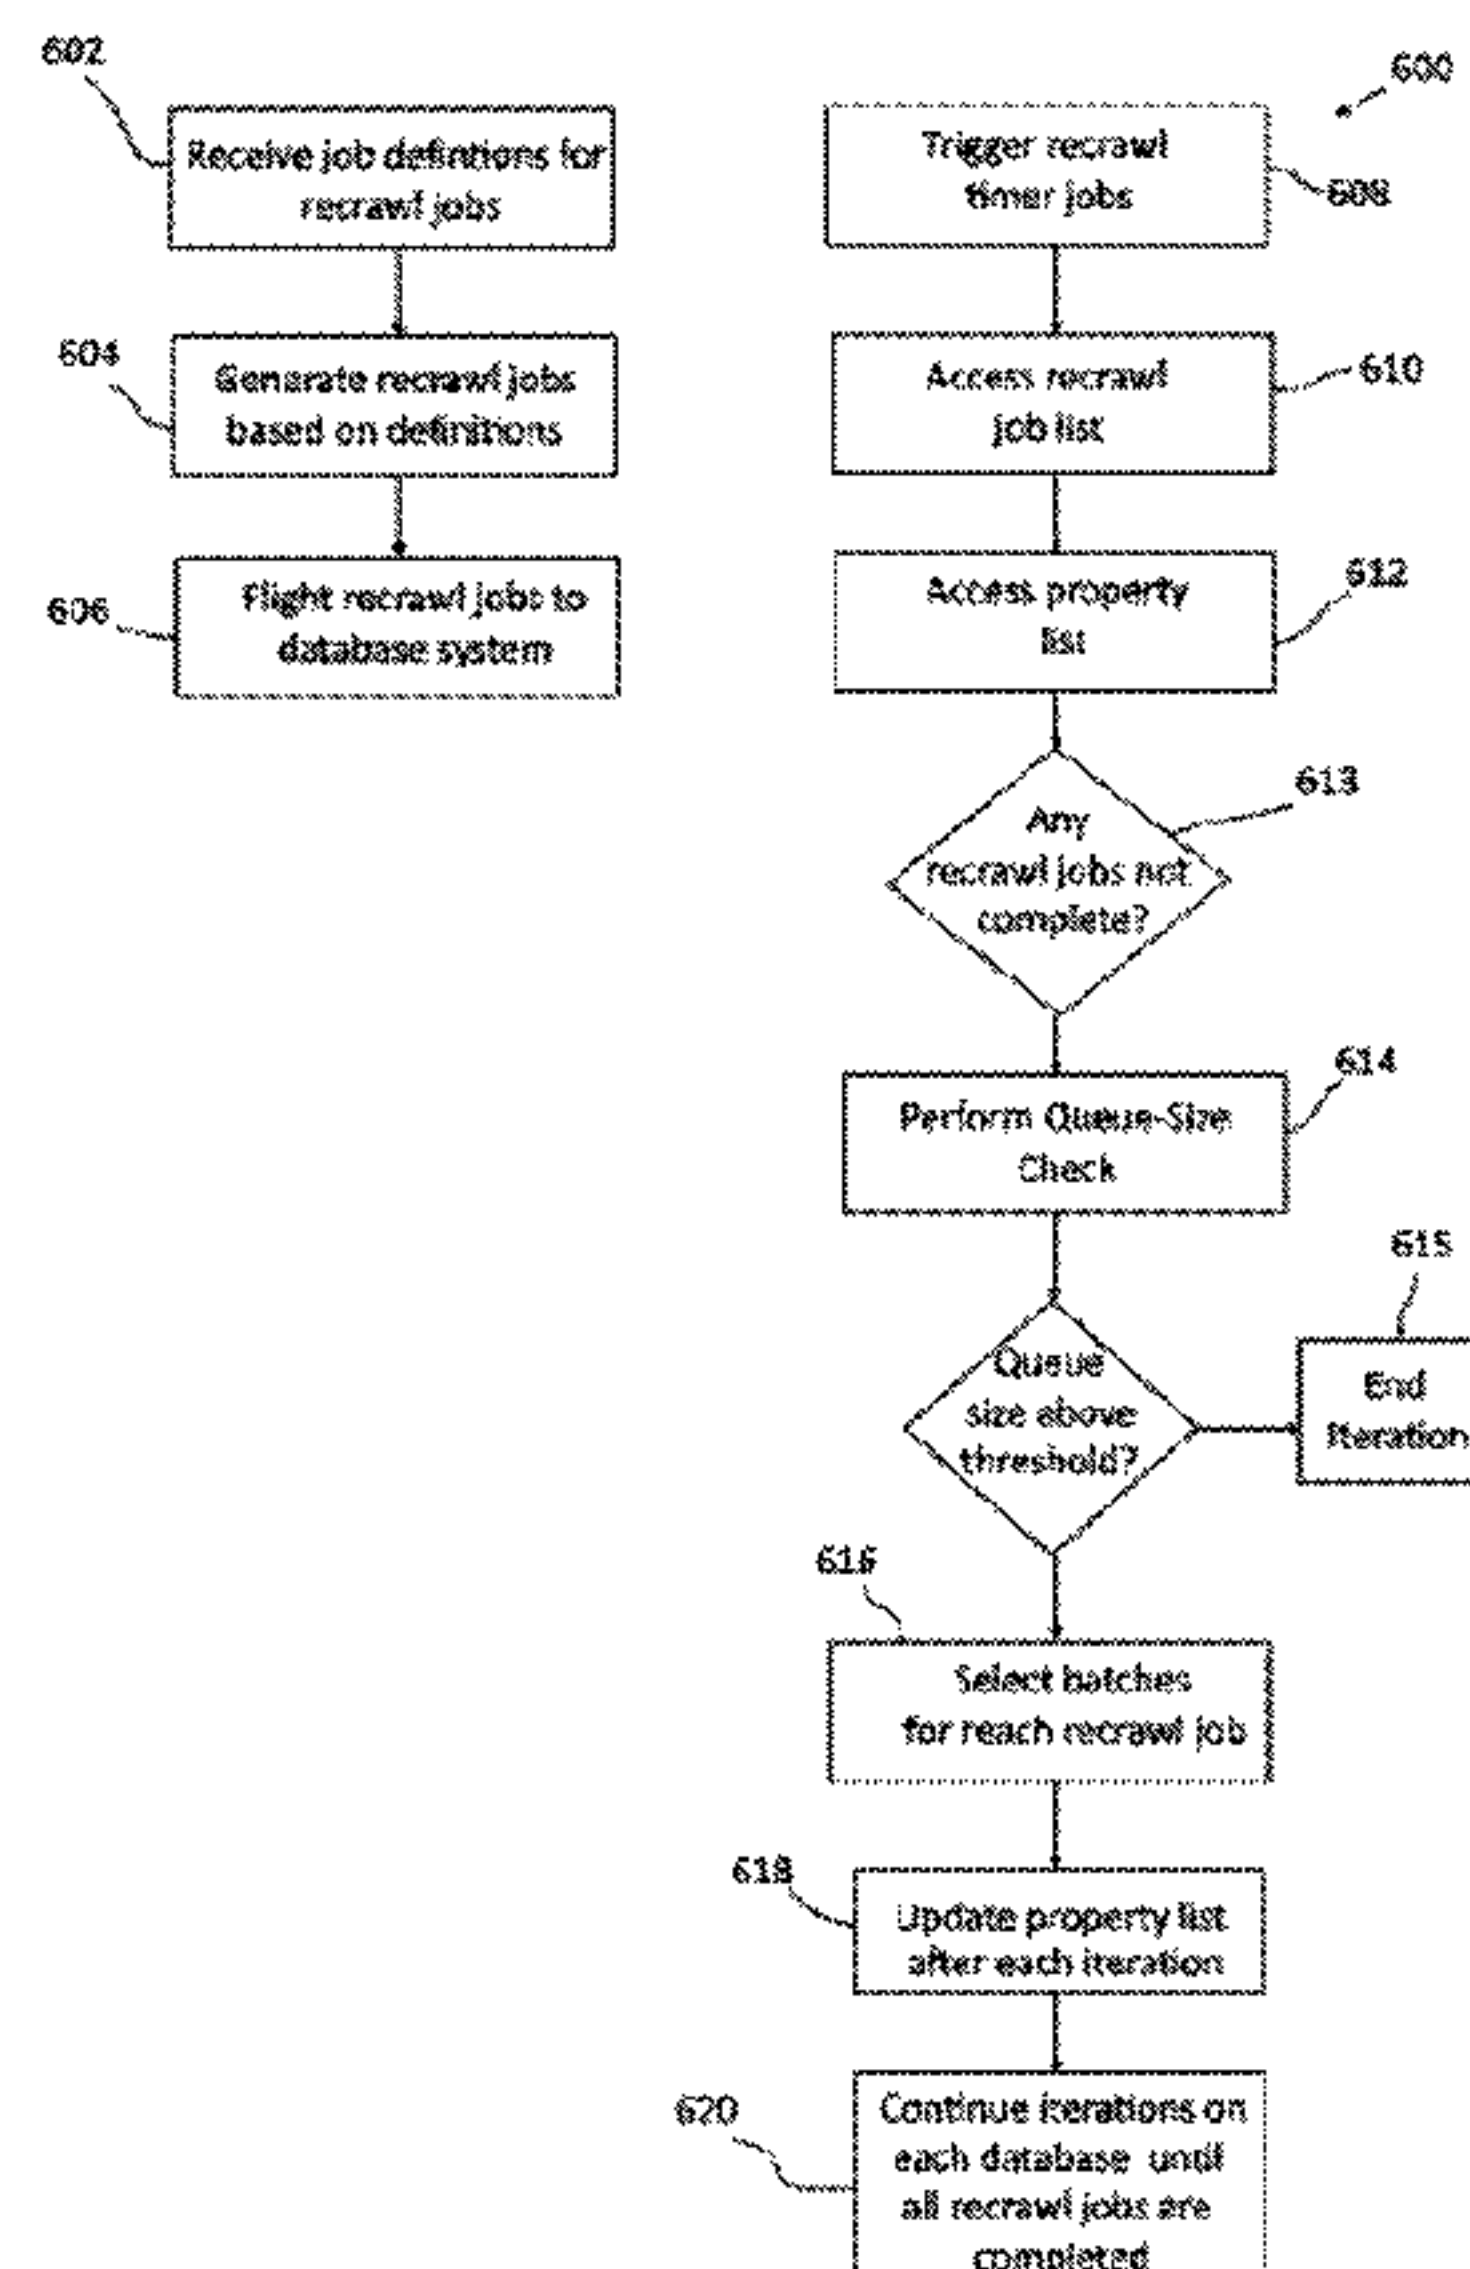 602
Receive job defintions for
recrawl jobs
604
Generate recrawl jobs
based on definitions
606
Flight recrawl jobs to
database system
600
Trigger recrawl
timer jobs
608
Access recrawl
job list
610
Access property
list
612
Any
recrawl jobs not
complete?
613
Perform Queue-Size
Check
614
Queue
size above
threshold?
615
End
Iteration
616
Select batches
for reach recrawl job
618
Update property list
after each iteration
620
Continue iterations on
each database until
all recrawl jobs are
completed